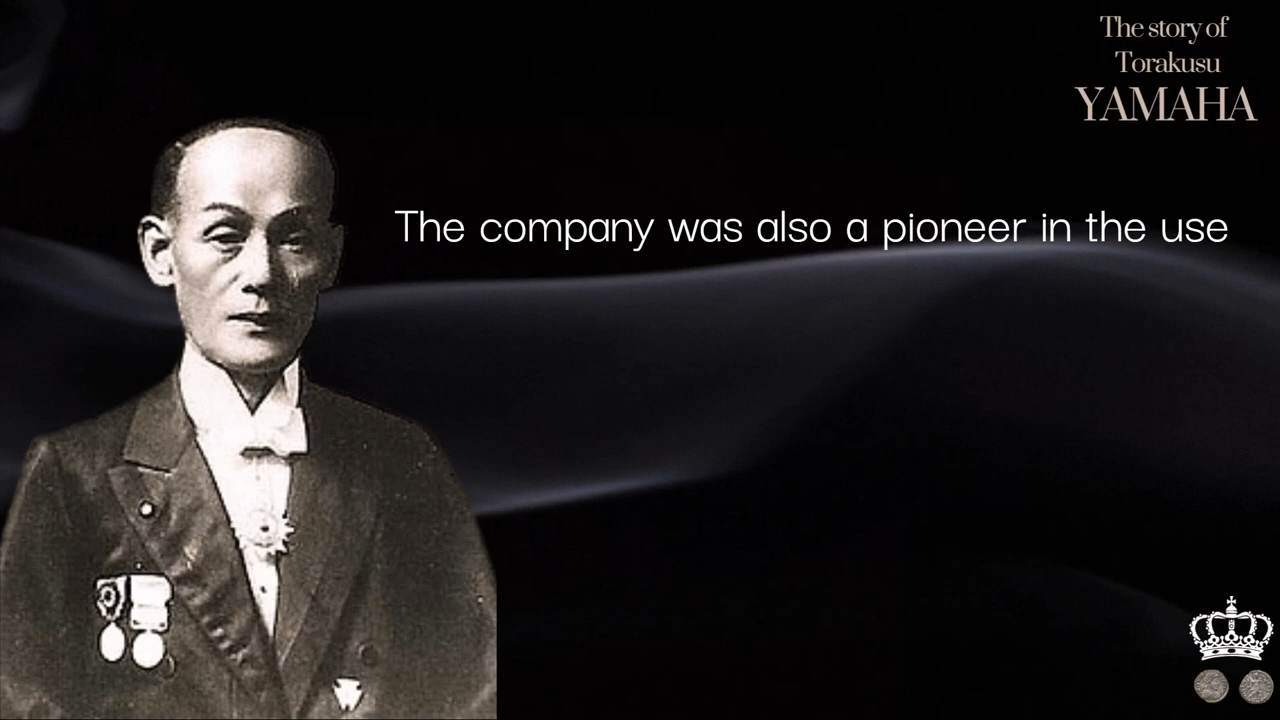 The story of
Torakusu
YAMAHA
The company was also a pioneer in the use